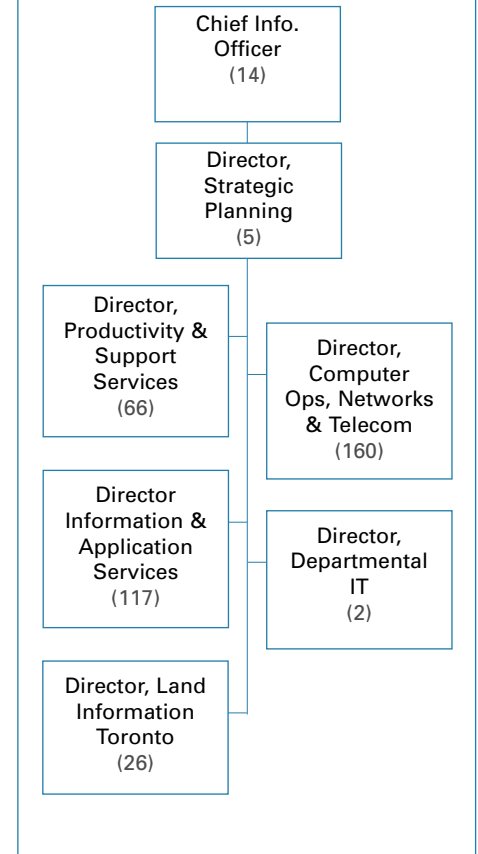 Chief Info.
Officer
(14)
Director,
Strategic
Planning
(5)
Director,
Productivity &
Support
Services
(66)
Director,
Computer
Ops, Networks
& Telecom
(160)
Director
Information &
Application
Services
(117)
Director,
Departmental
IT
(2)
Director, Land
Information
Toronto
(26)